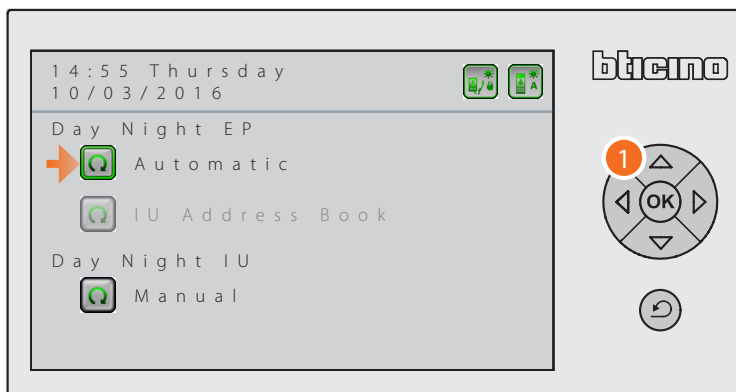 14:55 Thursday
10/03/2016
A
bticino
Day Night EP
Automatic
IU Address Book
Day Night IU
Manual
1
OK